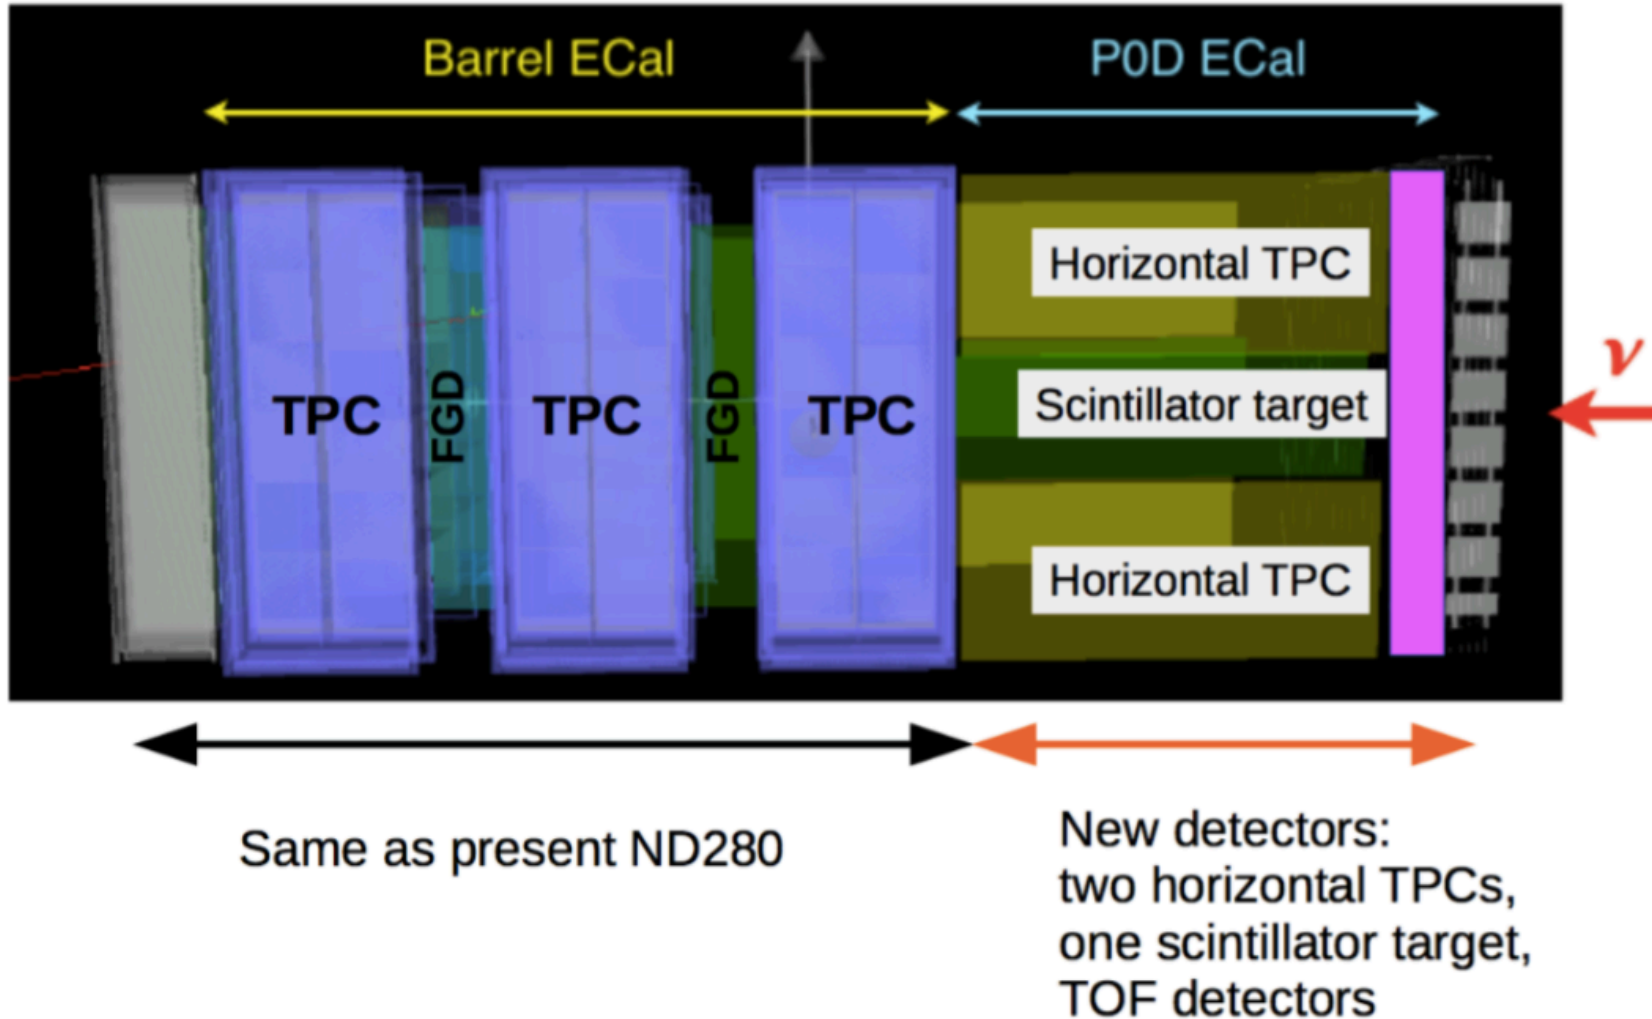 Barrel ECal
P0D ECal
Horizontal TPC
ν
TPC
FGD
TPC
FGD
TPC
Scintillator target
Horizontal TPC
Same as present ND280
New detectors:
two horizontal TPCs,
one scintillator target,
TOF detectors